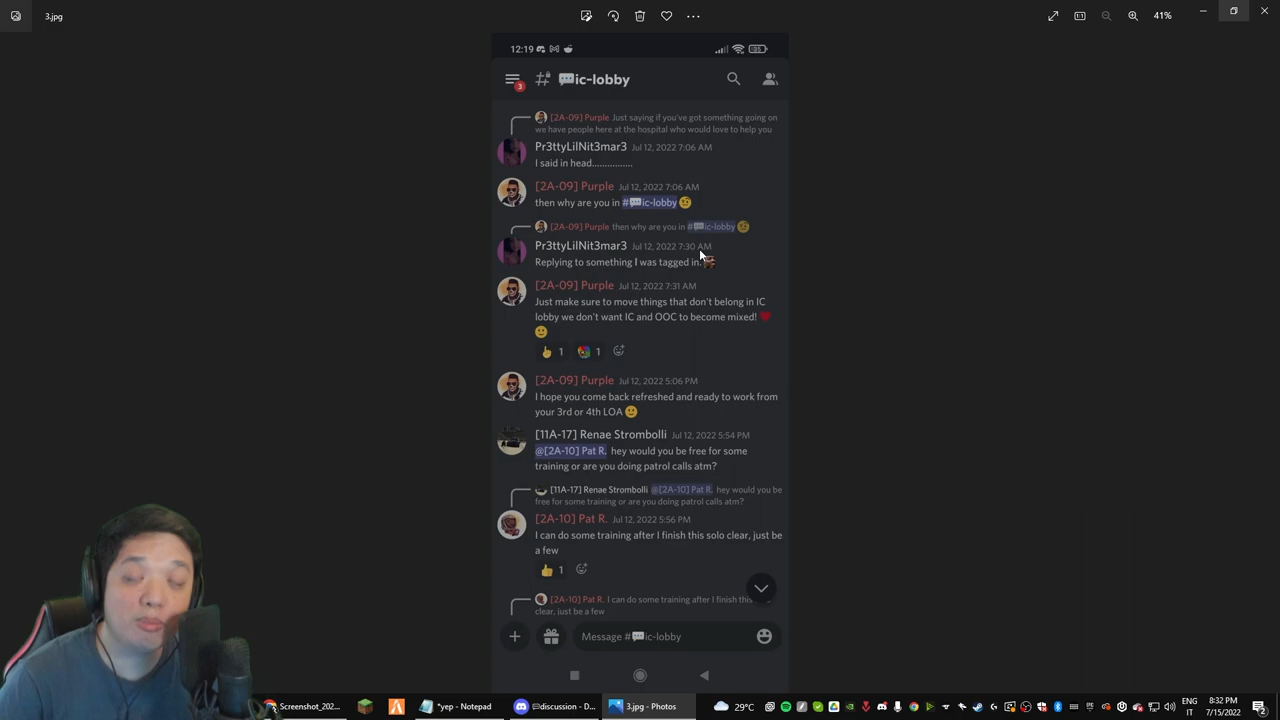 3.jpg
41%
12:19
85
3
#💬ic-lobby
[2A-09] Purple Just saying if you've got something going on
we have people here at the hospital who would love to help you
Pr3ttyLilNit3mar3 Jul 12, 2022 7:06 AM
I said in head................
[2A-09] Purple Jul 12, 2022 7:06 AM
then why are you in #💬ic-lobby 🤨
[2A-09] Purple then why are you in #💬ic-lobby 🤨
Pr3ttyLilNit3mar3 Jul 12, 2022 7:30 AM
Replying to something I was tagged in.
[2A-09] Purple Jul 12, 2022 7:31 AM
Just make sure to move things that don't belong in IC
lobby we don't want IC and OOC to become mixed! ❤️
🙂
👍 1 1
[2A-09] Purple Jul 12, 2022 5:06 PM
I hope you come back refreshed and ready to work from
your 3rd or 4th LOA 🙂
[11A-17] Renae Strombolli Jul 12, 2022 5:54 PM
@[2A-10] Pat R. hey would you be free for some
training or are you doing patrol calls atm?
[11A-17] Renae Strombolli @[2A-10] Pat R. hey would you be
free for some training or are you doing patrol calls atm?
[2A-10] Pat R. Jul 12, 2022 5:56 PM
I can do some training after I finish this solo clear, just be
a few
👍 1
[2A-10] Pat R. I can do some training after I finish this
clear, just be a few
Message #💬ic-lobby
Screenshot_202...
*yep - Notepad
#discussion - D...
3.jpg - Photos
29°C
ENG
IT
8:32 PM
7/15/2022